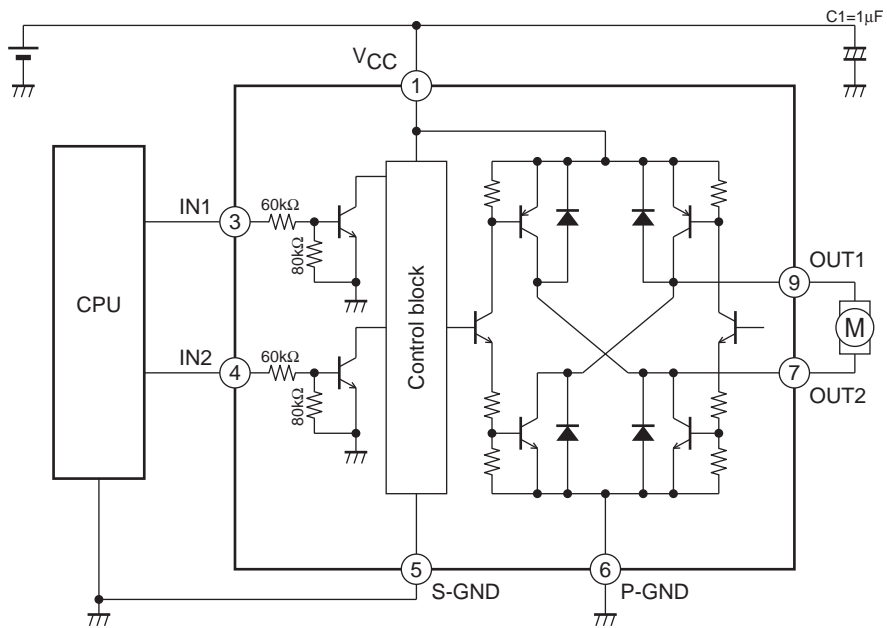 C1=1µF
VCC
1
IN1
3
60kΩ
80kΩ
OUT1
9
CPU
Control block
M
IN2
4
60kΩ
80kΩ
7
OUT2
5
S-GND
6
P-GND